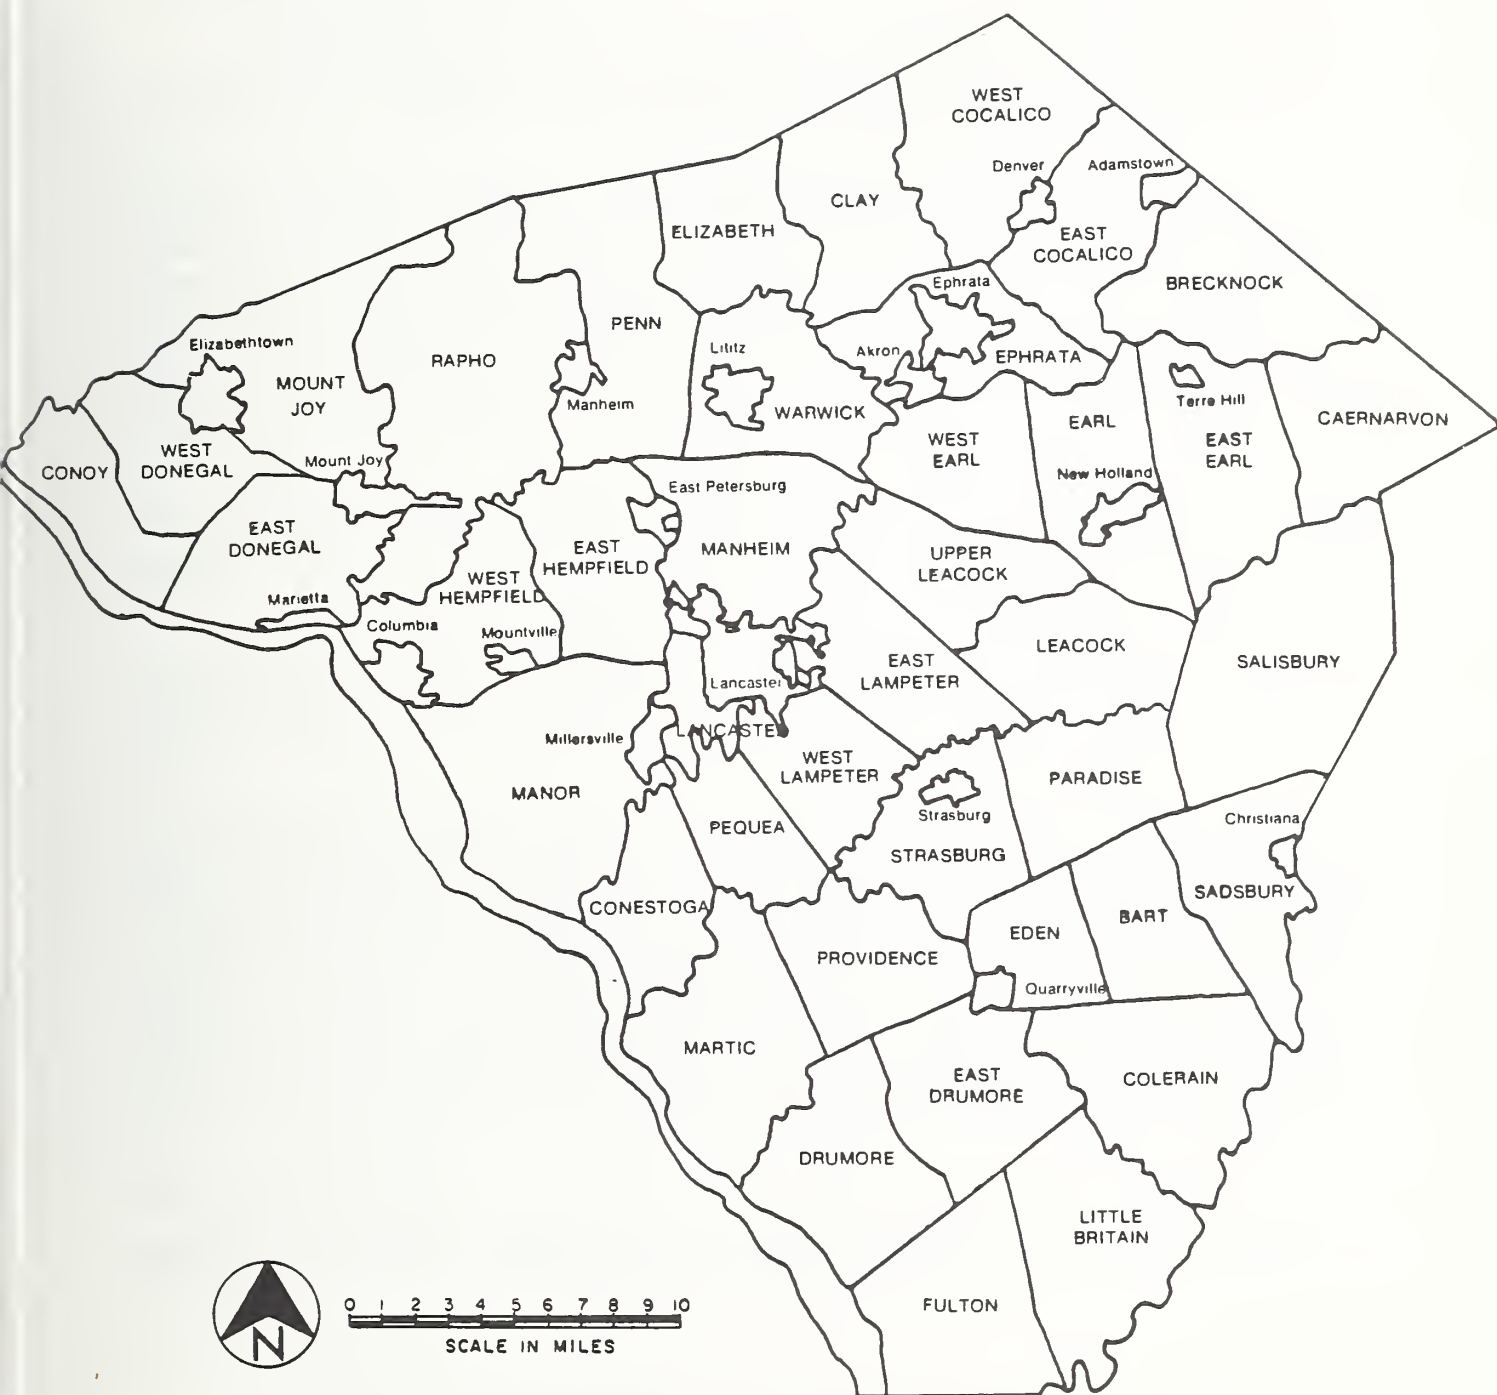 WEST
COCALICO
Denver
Adamstown
CLAY
ELIZABETH
EAST
COCALICO
BRECKNOCK
Ephrata
PENN
Elizabethtown
RAPHO
Lititz
Akron
EPHRATA
MOUNT
JOY
Manheim
WARWICK
Terre Hill
EARL
CAERNARVON
WEST
DONEGAL
CONOY
Mount Joy
WEST
EARL
EAST
EARL
New Holland
East Petersburg
EAST
DONEGAL
EAST
HEMPFIELD
MANHEIM
UPPER
LEACOCK
WEST
HEMPFIELD
Marietta
Columbia
Mountville
LEACOCK
SALISBURY
EAST
LAMPETER
Lancaster
Millersville
LANCASTER
WEST
LAMPETER
PARADISE
MANOR
Strasburg
Christiana
PEQUEA
STRASBURG
SADSBURY
CONESTOGA
BART
EDEN
PROVIDENCE
Quarryville
MARTIC
EAST
DRUMORE
COLERAIN
DRUMORE
LITTLE
BRITAIN
FULTON
N
0 1 2 3 4 5 6 7 8 9 10
SCALE IN MILES